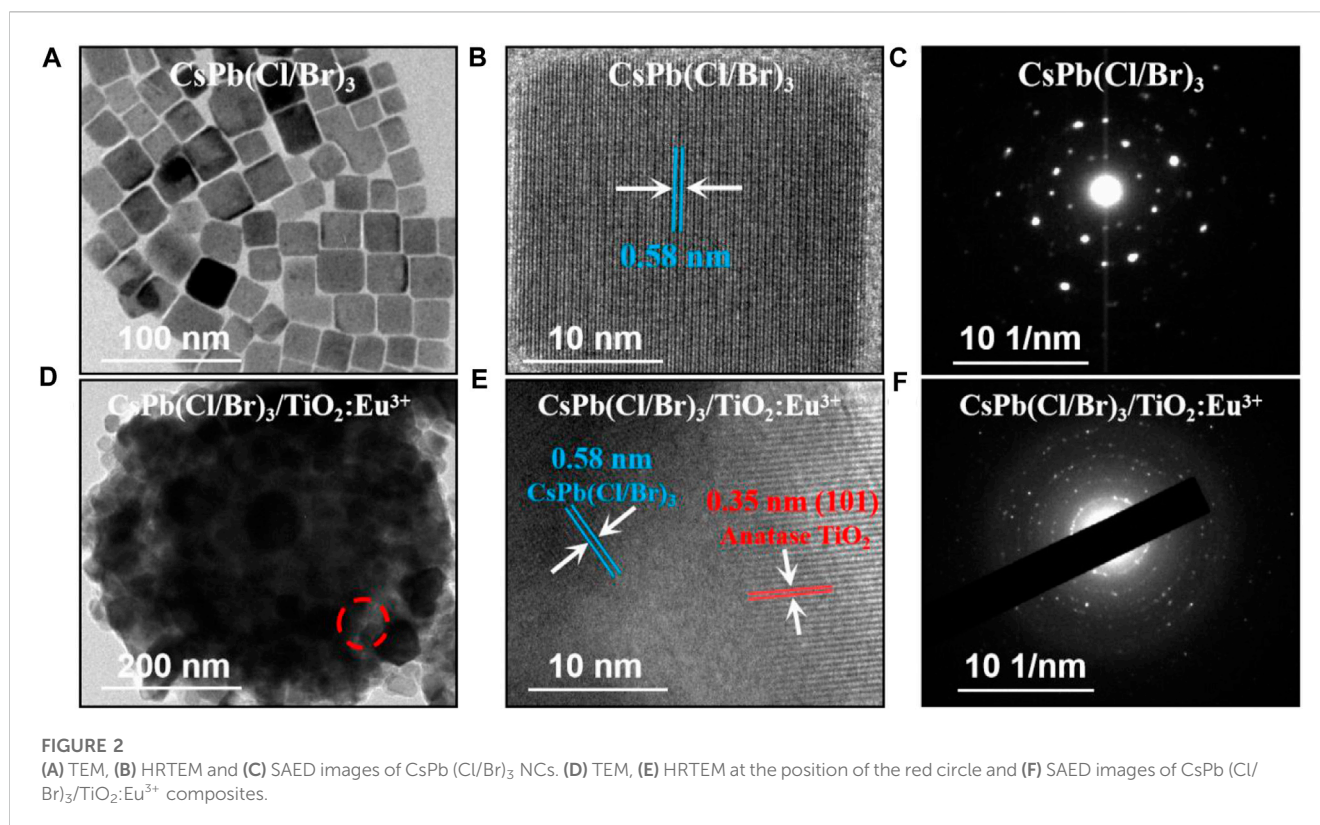 A
CsPb(Cl/Br)₃
100 nm
B
CsPb(Cl/Br)₃
0.58 nm
10 nm
C
CsPb(Cl/Br)₃
10 1/nm
D
CsPb(Cl/Br)₃/TiO₂:Eu³⁺
200 nm
E
CsPb(Cl/Br)₃/TiO₂:Eu³⁺
0.58 nm
CsPb(Cl/Br)₃
0.35 nm (101)
Anatase TiO₂
10 nm
F
CsPb(Cl/Br)₃/TiO₂:Eu³⁺
10 1/nm
FIGURE 2
(A) TEM, (B) HRTEM and (C) SAED images of CsPb (Cl/Br)₃ NCs. (D) TEM, (E) HRTEM at the position of the red circle and (F) SAED images of CsPb (Cl/
Br)₃/TiO₂:Eu³⁺ composites.